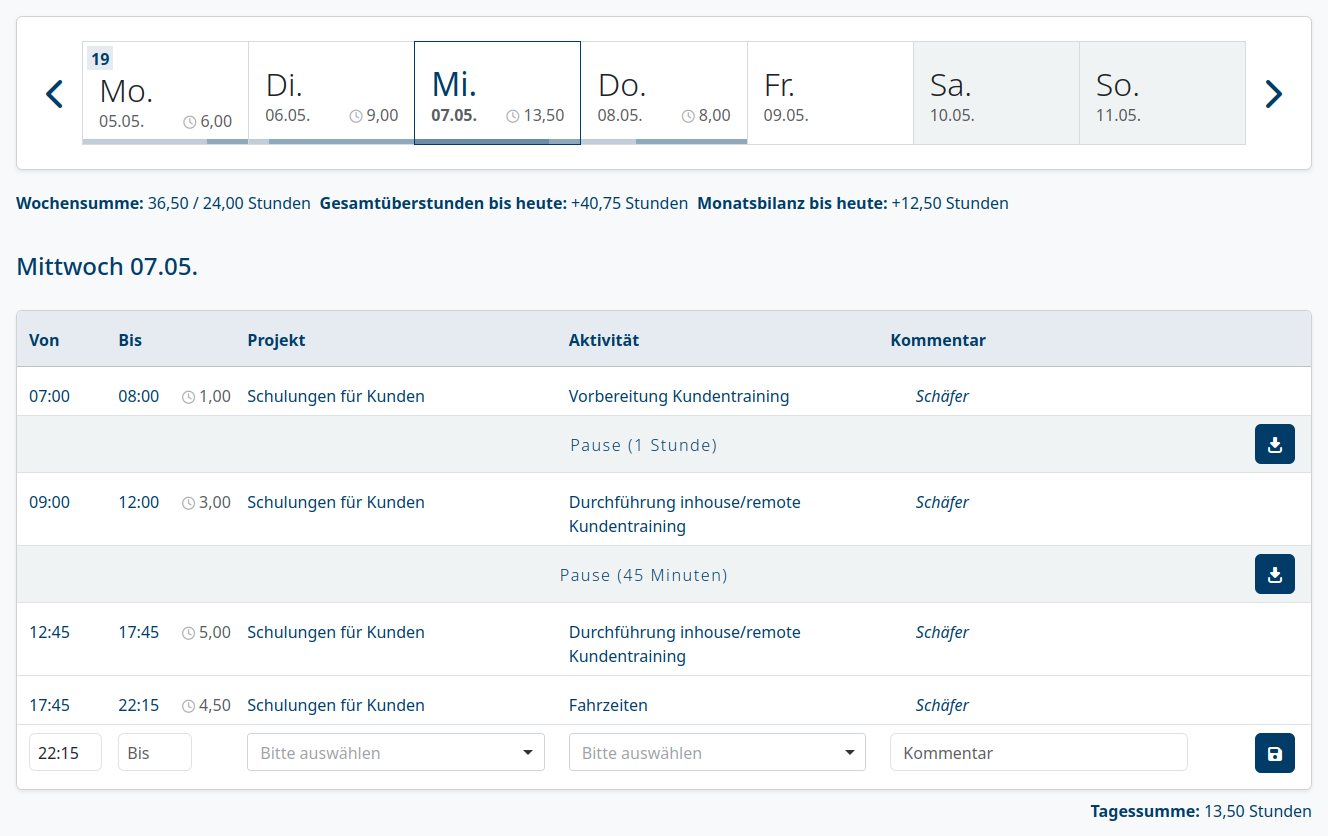 19
Mo. Di. Mi. Do. Fr. Sa. So.
05.05. 6,00 06.05. 9,00 07.05. 13,50 08.05. 8,00 09.05. 10.05. 11.05.
Wochensumme: 36,50 / 24,00 Stunden Gesamtüberstunden bis heute: +40,75 Stunden Monatsbilanz bis heute: +12,50 Stunden
Mittwoch 07.05.
Von Bis Projekt Aktivität Kommentar
07:00 08:00 1,00 Schulungen für Kunden Vorbereitung Kundentraining Schäfer
Pause (1 Stunde)
09:00 12:00 3,00 Schulungen für Kunden Durchführung inhouse/remote Schäfer
Kundentraining
Pause (45 Minuten)
12:45 17:45 5,00 Schulungen für Kunden Durchführung inhouse/remote Schäfer
Kundentraining
17:45 22:15 4,50 Schulungen für Kunden Fahrzeiten Schäfer
22:15 Bis Bitte auswählen Bitte auswählen Kommentar
Tagessumme: 13,50 Stunden